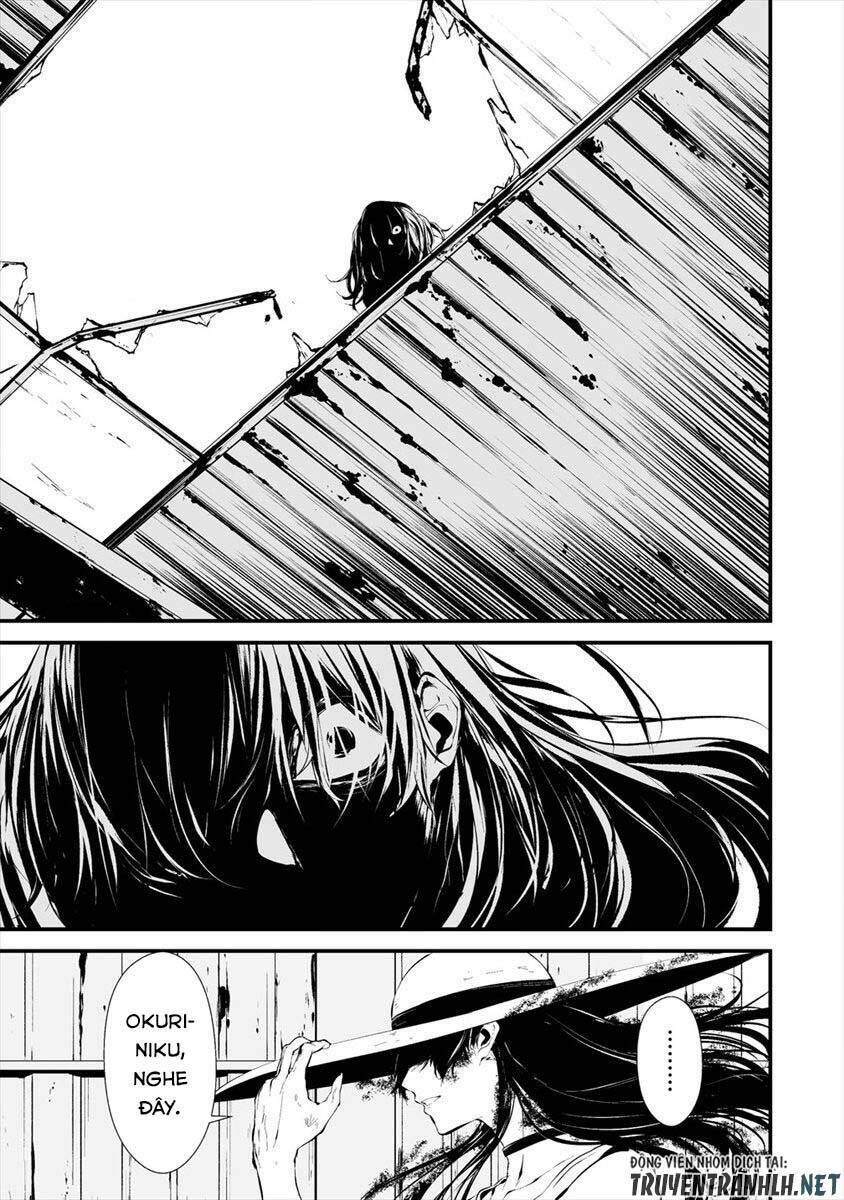 .........
OKURI-
NIKU,
NGHE
ĐÂY.
ĐỘNG VIÊN NHÓM DỊCH TẠI:
TRUYENTRANHLH.NET